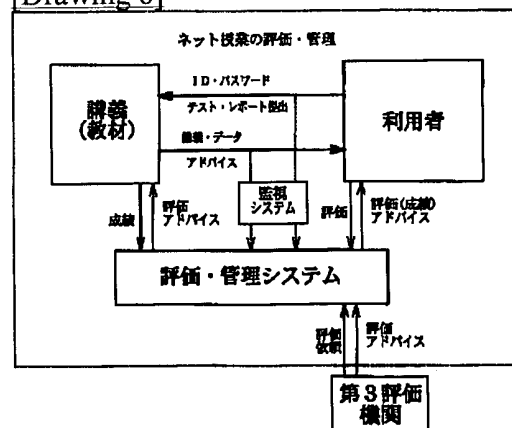 [Drawing 6]
ネット授業の評価・管理
ID・パスワード
テスト・レポート提出
講義
(教材)
利用者
講義・データ
アドバイス
監視
システム
成績
評価
アドバイス
評価
評価(成績)
アドバイス
評価・管理システム
評価
依頼
評価
アドバイス
第3評価
機関